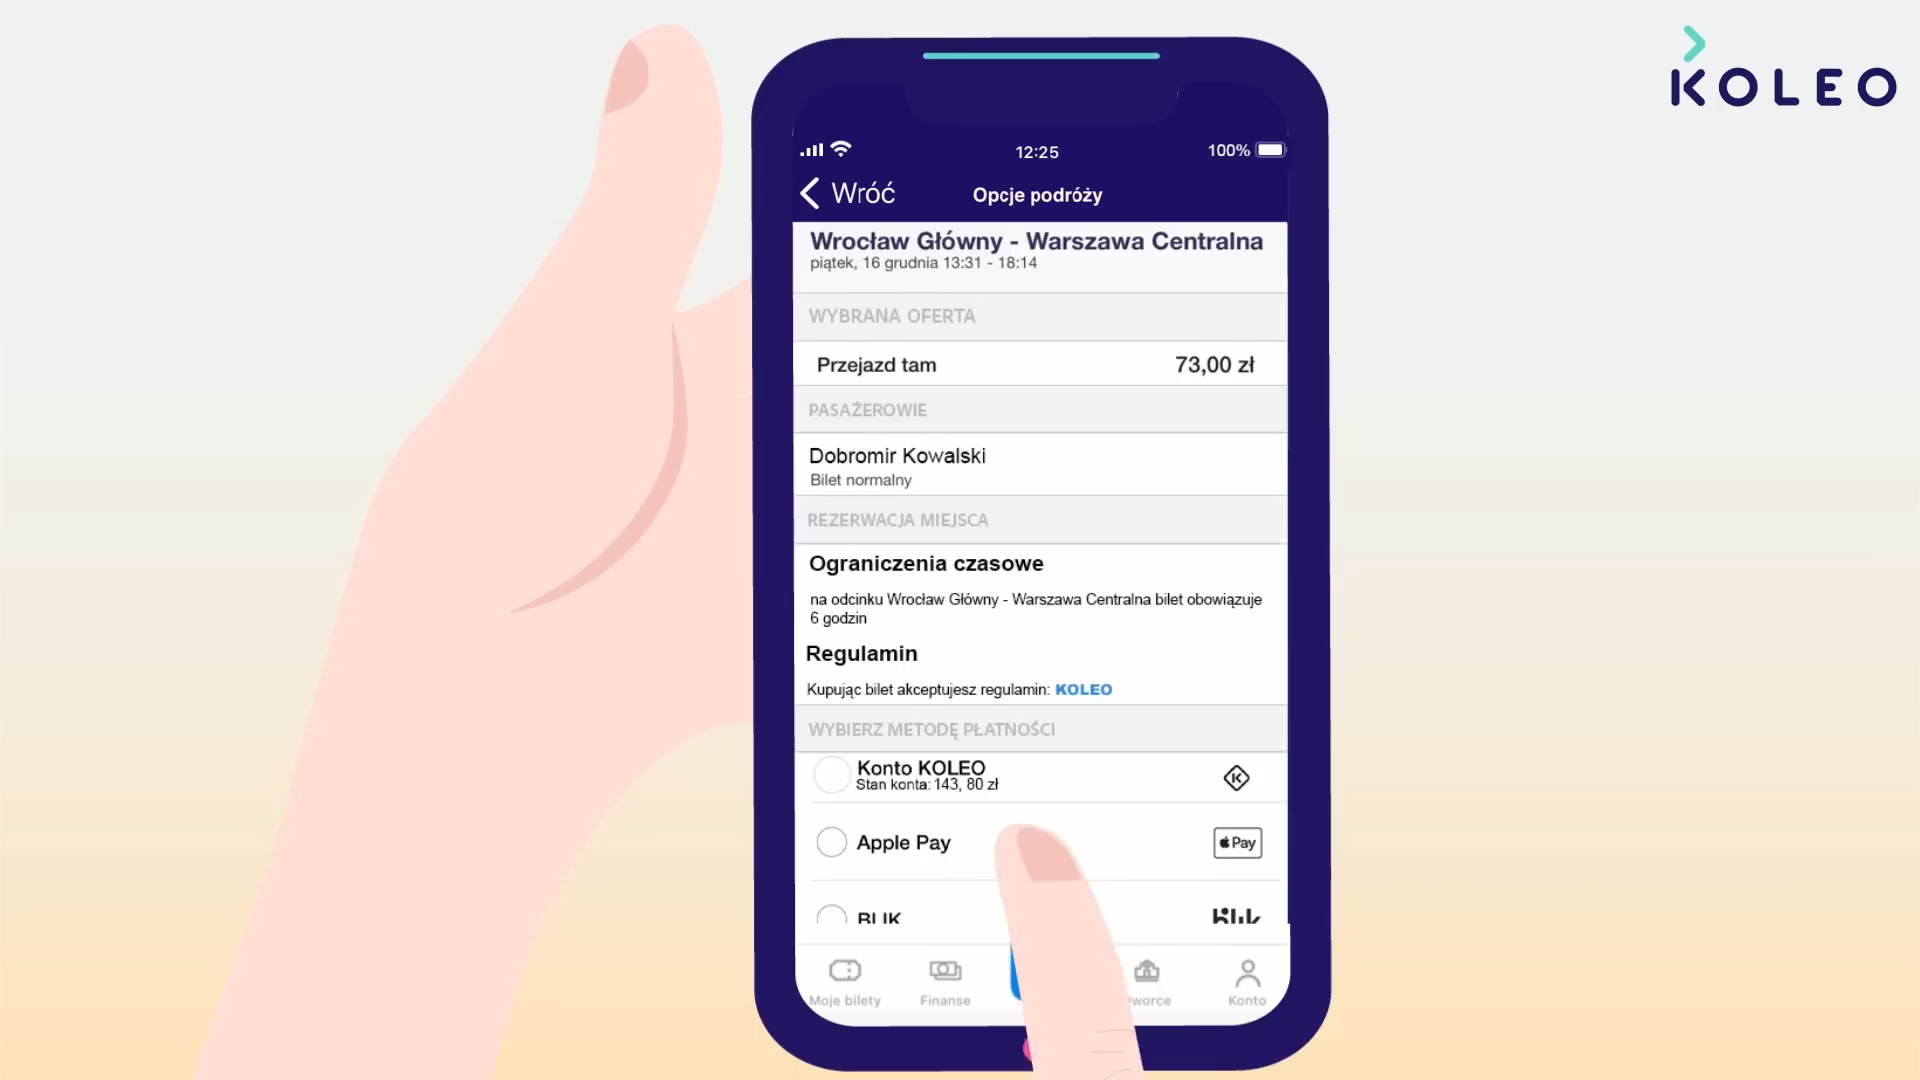 KOLEO
12:25
100%
Wróć
Opcje podróży
Wrocław Główny - Warszawa Centralna
piątek, 16 grudnia 13:31 - 18:14
WYBRANA OFERTA
Przejazd tam
73,00 zł
PASAŻEROWIE
Dobromir Kowalski
Bilet normalny
REZERWACJA MIEJSCA
Ograniczenia czasowe
na odcinku Wrocław Główny - Warszawa Centralna bilet obowiązuje
6 godzin
Regulamin
Kupując bilet akceptujesz regulamin: KOLEO
WYBIERZ METODĘ PŁATNOŚCI
Konto KOLEO
Stan konta: 143, 80 zł
Apple Pay
Pay
BLIK
Moje bilety
Finanse
Konto